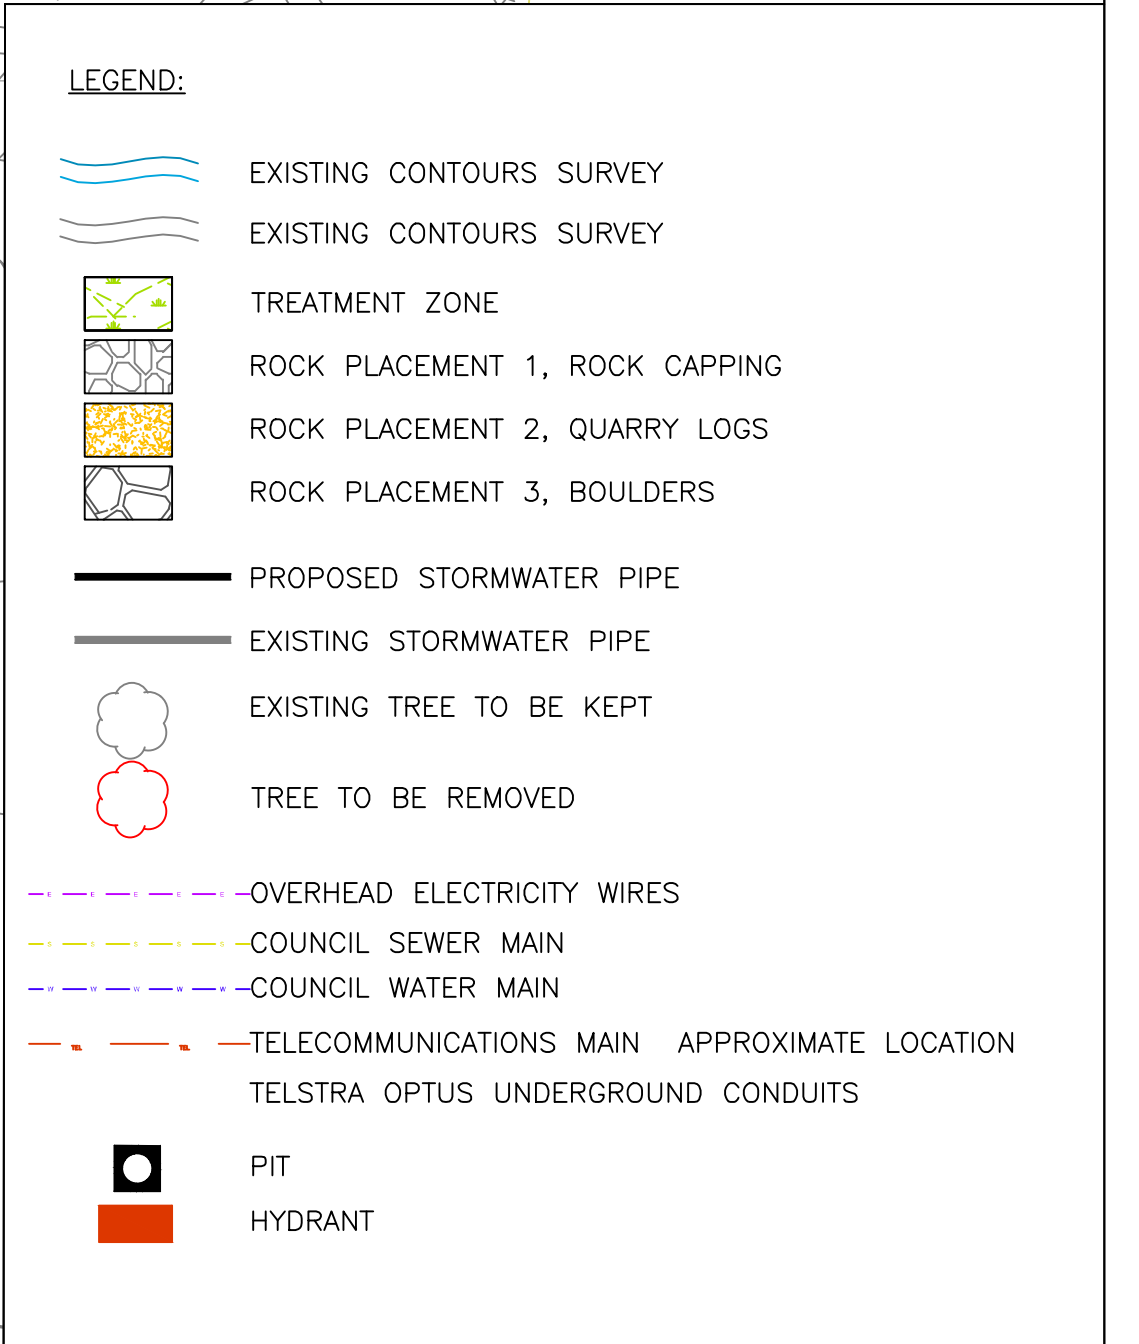 LEGEND:
EXISTING CONTOURS SURVEY
EXISTING CONTOURS SURVEY
TREATMENT ZONE
ROCK PLACEMENT 1, ROCK CAPPING
ROCK PLACEMENT 2, QUARRY LOGS
ROCK PLACEMENT 3, BOULDERS
PROPOSED STORMWATER PIPE
EXISTING STORMWATER PIPE
EXISTING TREE TO BE KEPT
TREE TO BE REMOVED
E E E E E OVERHEAD ELECTRICITY WIRES
S S S S S COUNCIL SEWER MAIN
W W W W W COUNCIL WATER MAIN
TEL TEL TELECOMMUNICATIONS MAIN APPROXIMATE LOCATION
TELSTRA OPTUS UNDERGROUND CONDUITS
PIT
HYDRANT